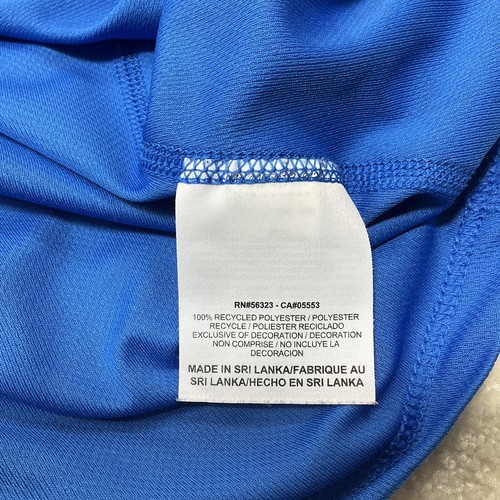 RN#56323 - CA#05553
100% RECYCLED POLYESTER / POLYESTER
RECYCLE / POLIESTER RECICLADO
EXCLUSIVE OF DECORATION / DECORATION
NON COMPRISE / NO INCLUYE LA
DECORACION
MADE IN SRI LANKA/FABRIQUE AU
SRI LANKA/HECHO EN SRI LANKA